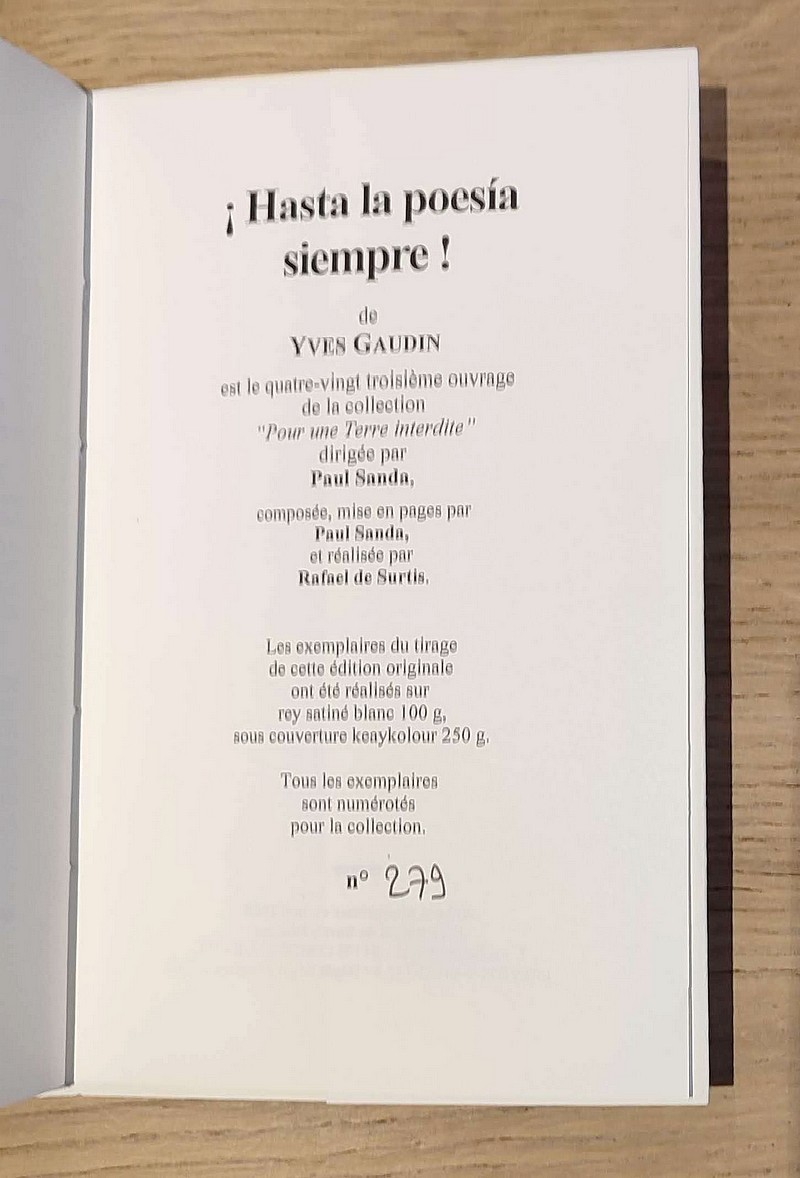 ¡ Hasta la poesía
siempre !
de
YVES GAUDIN
est le quatre-vingt troisième ouvrage
de la collection
"Pour une Terre interdite"
dirigée par
Paul Sanda,
composée, mise en pages par
Paul Sanda,
et réalisée par
Rafael de Surtis.
Les exemplaires du tirage
de cette édition originale
ont été réalisés sur
rey satiné blanc 100 g,
sous couverture keaykolour 250 g.
Tous les exemplaires
sont numérotés
pour la collection.
nº 279